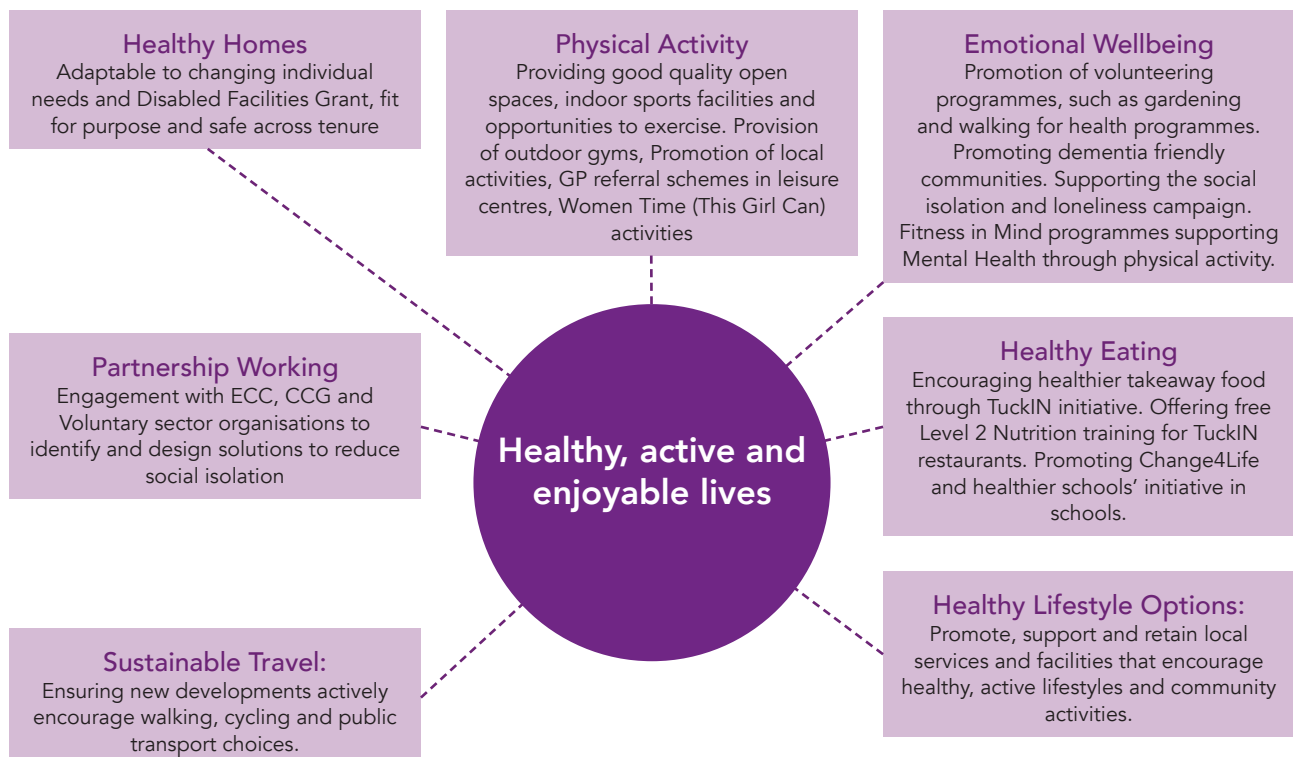 Healthy Homes
Adaptable to changing individual
needs and Disabled Facilities Grant, fit
for purpose and safe across tenure
Physical Activity
Providing good quality open
spaces, indoor sports facilities and
opportunities to exercise. Provision
of outdoor gyms, Promotion of local
activities, GP referral schemes in leisure
centres, Women Time (This Girl Can)
activities
Emotional Wellbeing
Promotion of volunteering
programmes, such as gardening
and walking for health programmes.
Promoting dementia friendly
communities. Supporting the social
isolation and loneliness campaign.
Fitness in Mind programmes supporting
Mental Health through physical activity.
Partnership Working
Engagement with ECC, CCG and
Voluntary sector organisations to
identify and design solutions to reduce
social isolation
Healthy, active and
enjoyable lives
Healthy Eating
Encouraging healthier takeaway food
through TuckIN initiative. Offering free
Level 2 Nutrition training for TuckIN
restaurants. Promoting Change4Life
and healthier schools’ initiative in
schools.
Sustainable Travel:
Ensuring new developments actively
encourage walking, cycling and public
transport choices.
Healthy Lifestyle Options:
Promote, support and retain local
services and facilities that encourage
healthy, active lifestyles and community
activities.